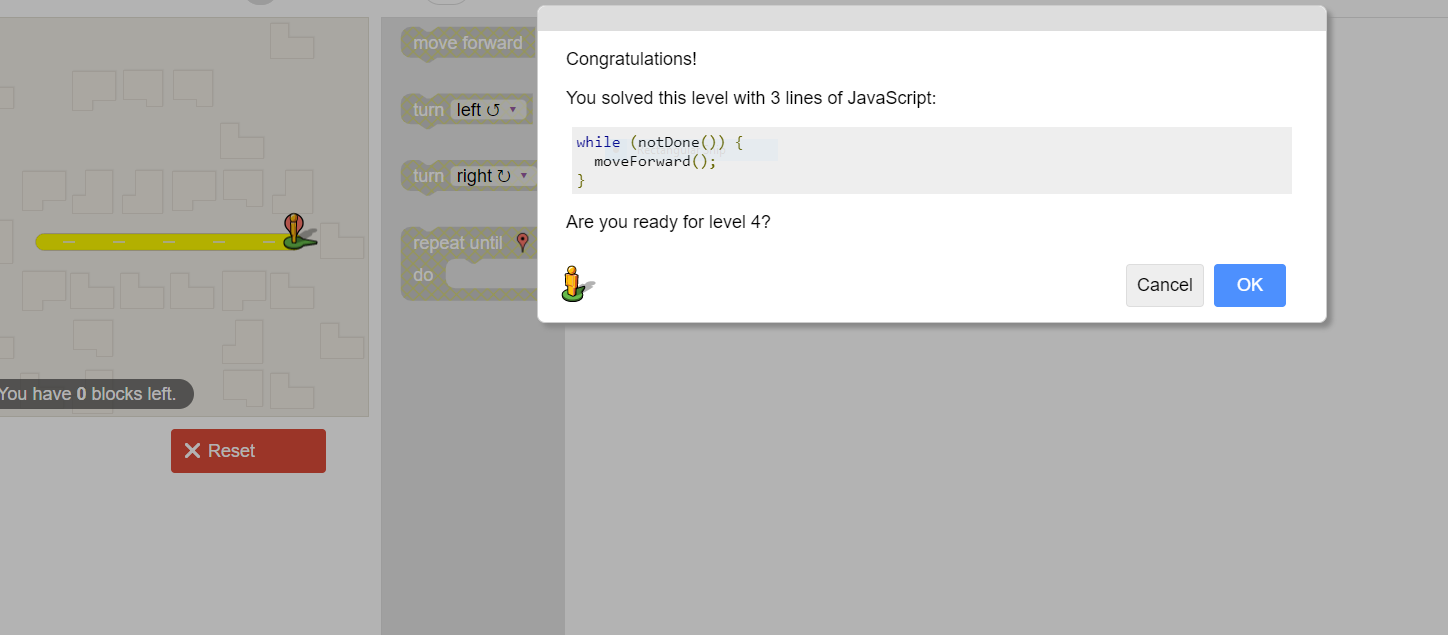 move forward
turn left ↺ ▾
turn right ↻ ▾
repeat until
do
You have 0 blocks left.
Reset
Congratulations!
You solved this level with 3 lines of JavaScript:
while (notDone()) {
  moveForward();
}
Are you ready for level 4?
Cancel
OK